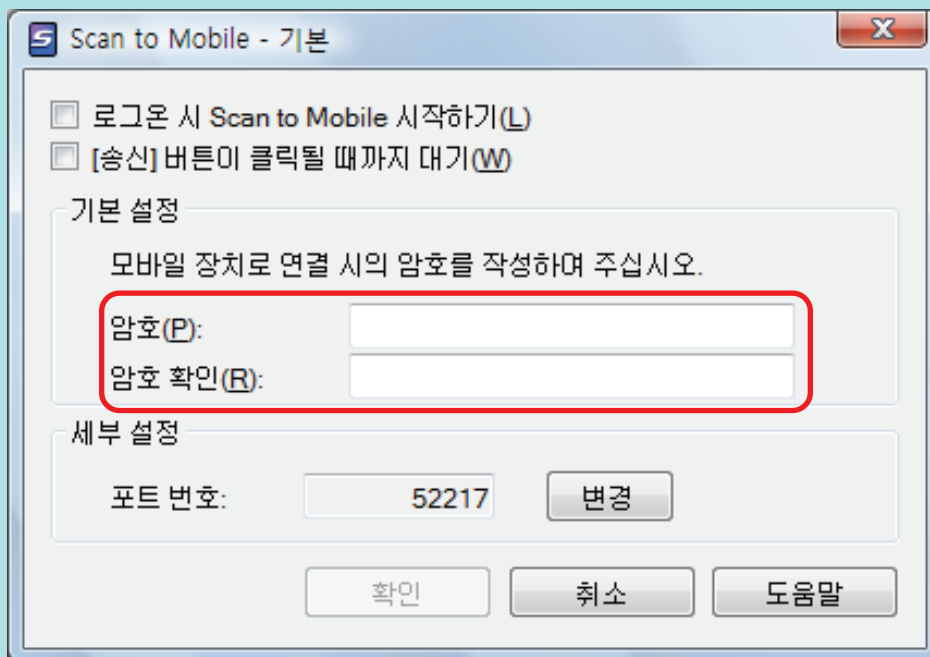 Scan to Mobile - 기본
로그온 시 Scan to Mobile 시작하기(L)
[송신] 버튼이 클릭될 때까지 대기(W)
기본 설정
모바일 장치로 연결 시의 암호를 작성하여 주십시오.
암호(P):
암호 확인(R):
세부 설정
포트 번호: 52217 변경
확인 취소 도움말